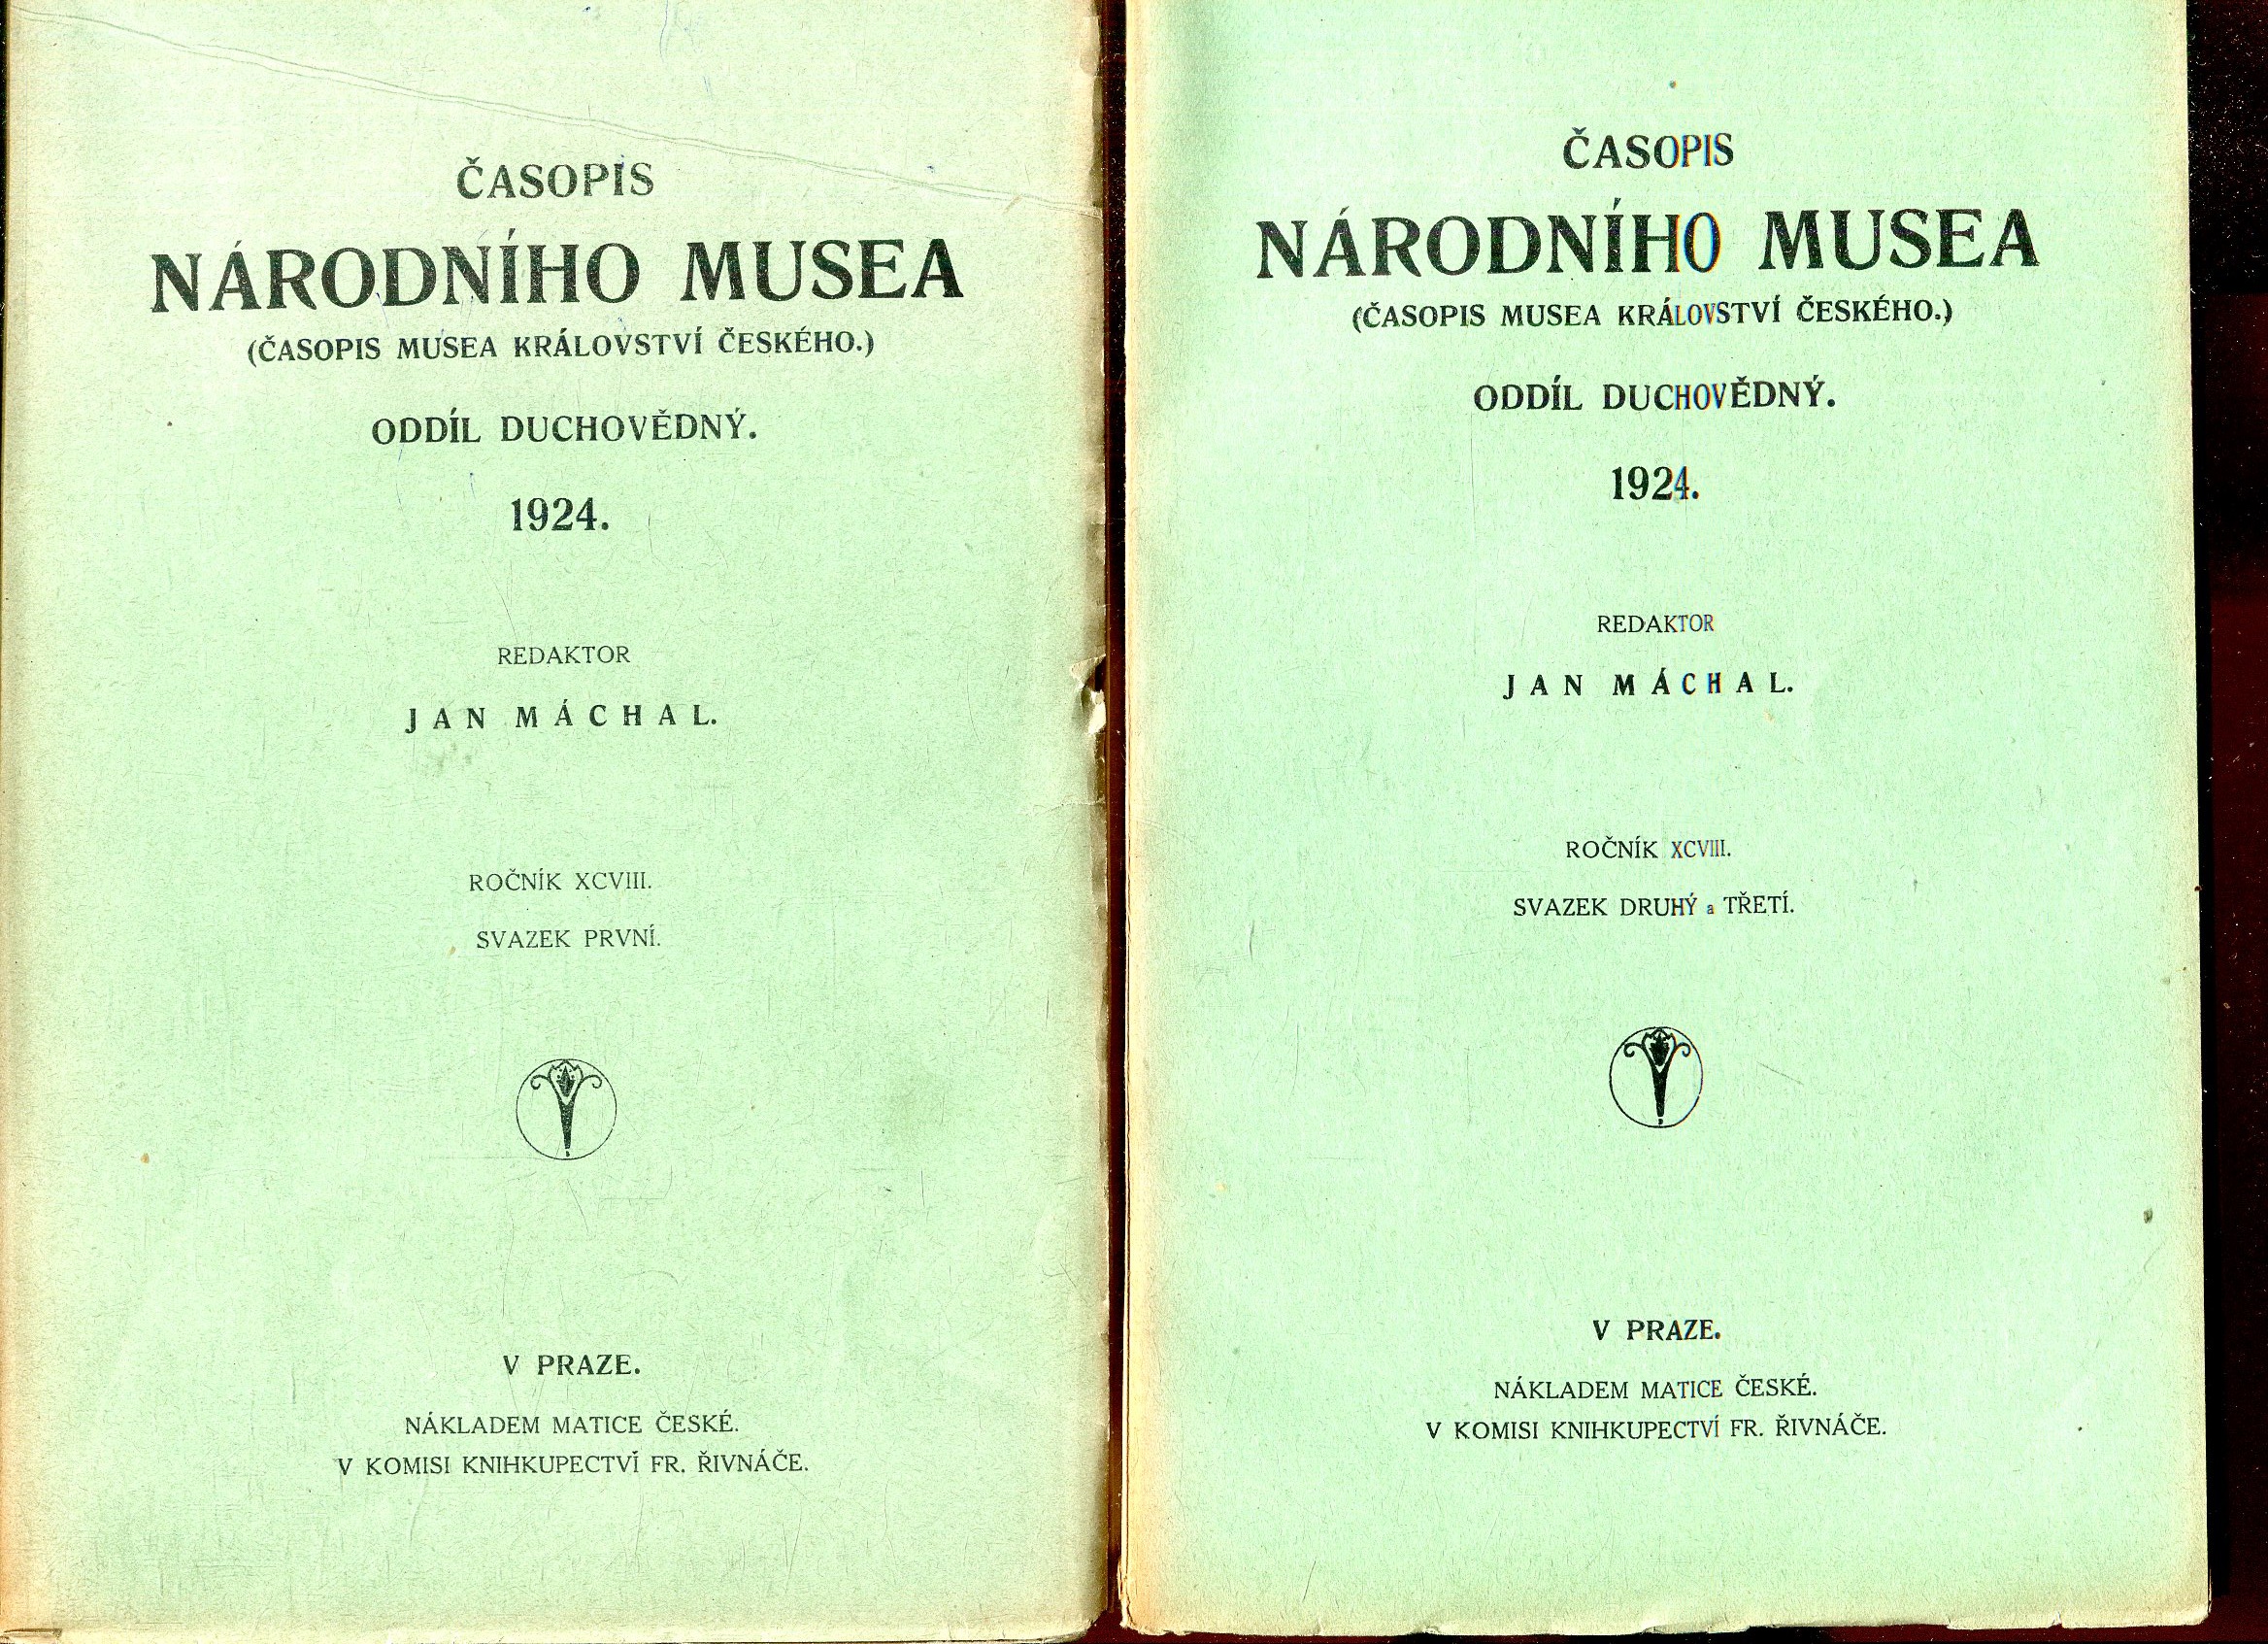 ČASOPIS
NÁRODNÍHO MUSEA
(ČASOPIS MUSEA KRÁLOVSTVÍ ČESKÉHO.)
ODDÍL DUCHOVĚDNÝ.
1924.
REDAKTOR
JAN MÁCHAL.
ROČNÍK XCVIII.
SVAZEK PRVNÍ.
V PRAZE.
NÁKLADEM MATICE ČESKÉ.
V KOMISI KNIHKUPECTVÍ FR. ŘIVNÁČE.
ČASOPIS
NÁRODNÍHO MUSEA
(ČASOPIS MUSEA KRÁLOVSTVÍ ČESKÉHO.)
ODDÍL DUCHOVĚDNÝ.
1924.
REDAKTOR
JAN MÁCHAL.
ROČNÍK XCVIII.
SVAZEK DRUHÝ a TŘETÍ.
V PRAZE.
NÁKLADEM MATICE ČESKÉ.
V KOMISI KNIHKUPECTVÍ FR. ŘIVNÁČE.